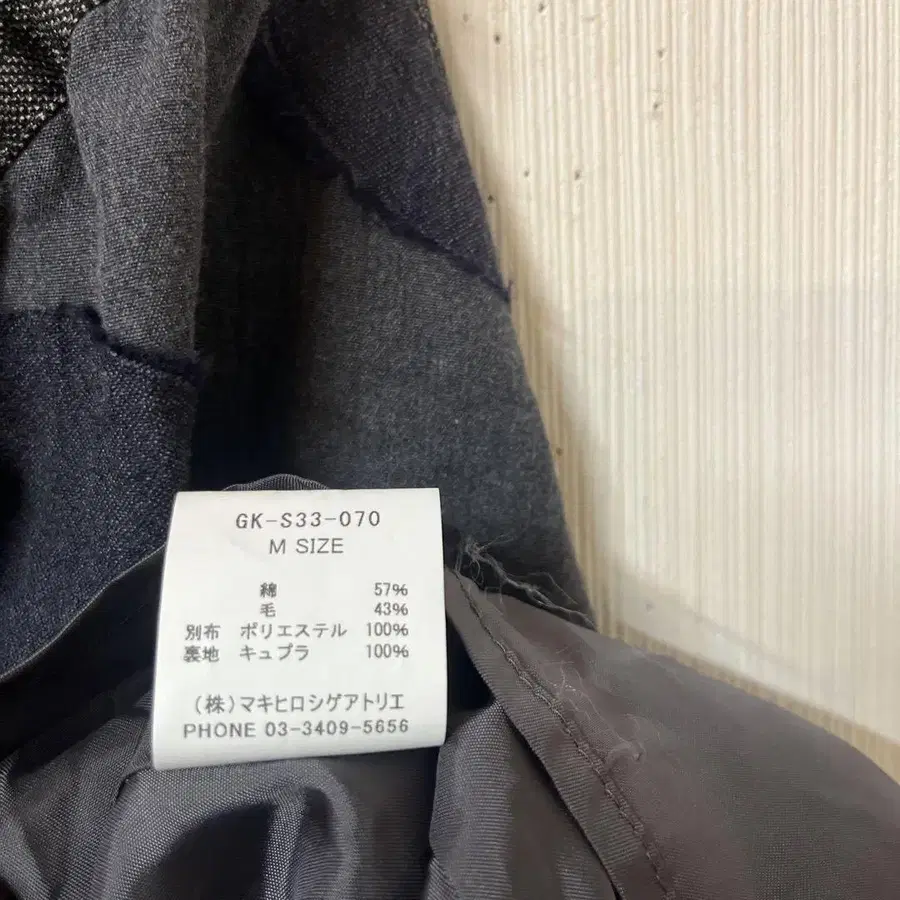 GK-S33-070
M SIZE
綿 57%
毛 43%
別布 ポリエステル 100%
裏地 キュプラ 100%
(株)マキヒロシゲアトリエ
PHONE 03-3409-5656